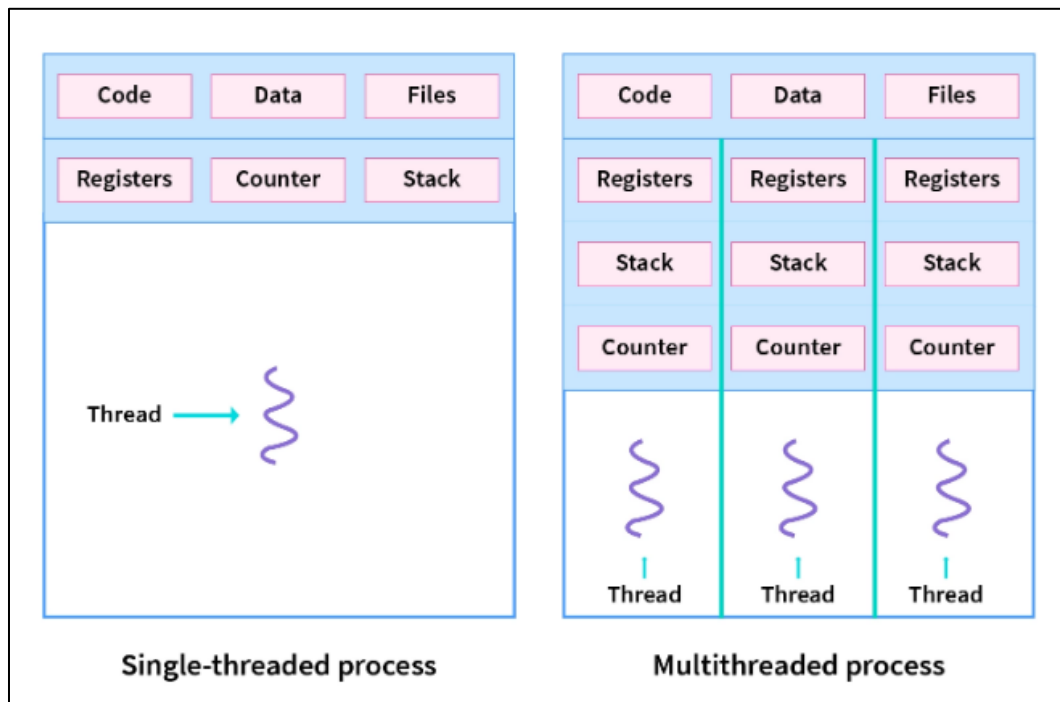 Code Data Files
Registers Counter Stack
Thread
Single-threaded process
Code Data Files
Registers Registers Registers
Stack Stack Stack
Counter Counter Counter
Thread Thread Thread
Multithreaded process